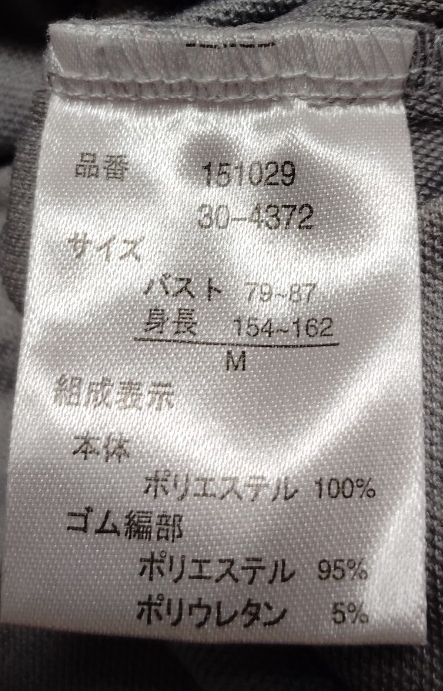 品番 151029
30-4372
サイズ
バスト 79~87
身長 154~162
M
組成表示
本体
ポリエステル 100%
ゴム編部
ポリエステル 95%
ポリウレタン 5%